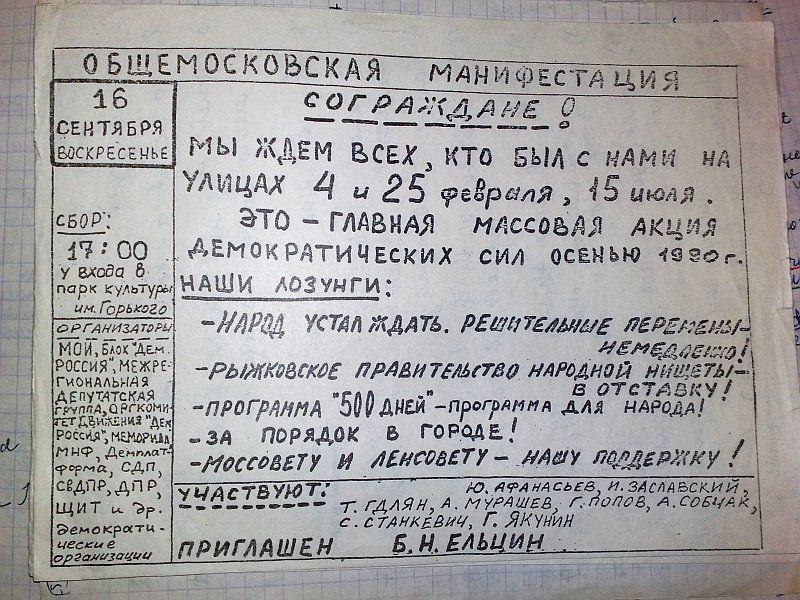 ОБЩЕМОСКОВСКАЯ МАНИФЕСТАЦИЯ
16
СЕНТЯБРЯ
ВОСКРЕСЕНЬЕ
СБОР:
17:00
у входа в
парк культуры
им. Горького
ОРГАНИЗАТОРЫ
МОИ, БЛОК "ДЕМ.
РОССИЯ", МЕЖРЕ-
ГИОНАЛЬНАЯ
ДЕПУТАТСКАЯ
ГРУППА, ОРГКОМИ-
ТЕТ ДВИЖЕНИЯ "ДЕМ
РОССИЯ", МЕМОРИАЛ,
МНФ, Демплат-
форма, СДП,
СвДПР, ДПР,
ЩИТ и др.
демократи-
ческие
организации
СОГРАЖДАНЕ!
МЫ ЖДЕМ ВСЕХ, КТО БЫЛ С НАМИ НА
УЛИЦАХ 4 и 25 февраля, 15 июля.
ЭТО – ГЛАВНАЯ МАССОВАЯ АКЦИЯ
ДЕМОКРАТИЧЕСКИХ СИЛ ОСЕНЬЮ 1990 г.
НАШИ ЛОЗУНГИ:
- НАРОД УСТАЛ ЖДАТЬ. РЕШИТЕЛЬНЫЕ ПЕРЕМЕНЫ-
НЕМЕДЛЕННО!
- РЫЖКОВСКОЕ ПРАВИТЕЛЬСТВО НАРОДНОЙ НИЩЕТЫ-
В ОТСТАВКУ!
- ПРОГРАММА "500 ДНЕЙ" - ПРОГРАММА ДЛЯ НАРОДА!
- ЗА ПОРЯДОК В ГОРОДЕ!
- МОССОВЕТУ И ЛЕНСОВЕТУ – НАШУ ПОДДЕРЖКУ!
УЧАСТВУЮТ: Ю. АФАНАСЬЕВ, И. ЗАСЛАВСКИЙ,
Т. ГДЛЯН, А. МУРАШЕВ, Г. ПОПОВ, А. СОБЧАК,
С. СТАНКЕВИЧ, Г. ЯКУНИН
ПРИГЛАШЕН Б.Н. ЕЛЬЦИН